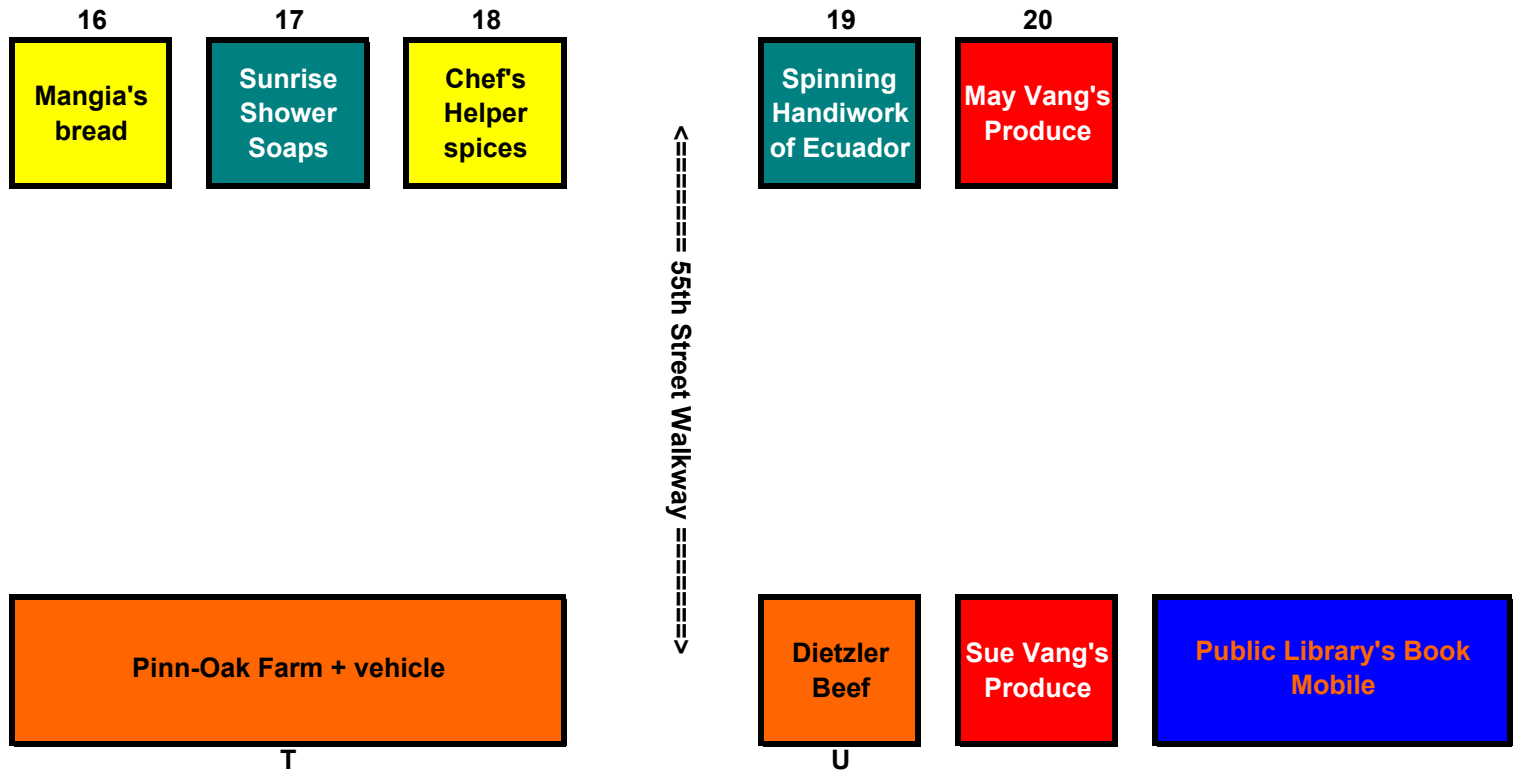 16 17 18 19 20
Mangia's
bread
Sunrise
Shower
Soaps
Chef's
Helper
spices
Spinning
Handiwork
of Ecuador
May Vang's
Produce
<======== 55th Street Walkway ========>
Pinn-Oak Farm + vehicle
Dietzler
Beef
Sue Vang's
Produce
Public Library's Book
Mobile
T U